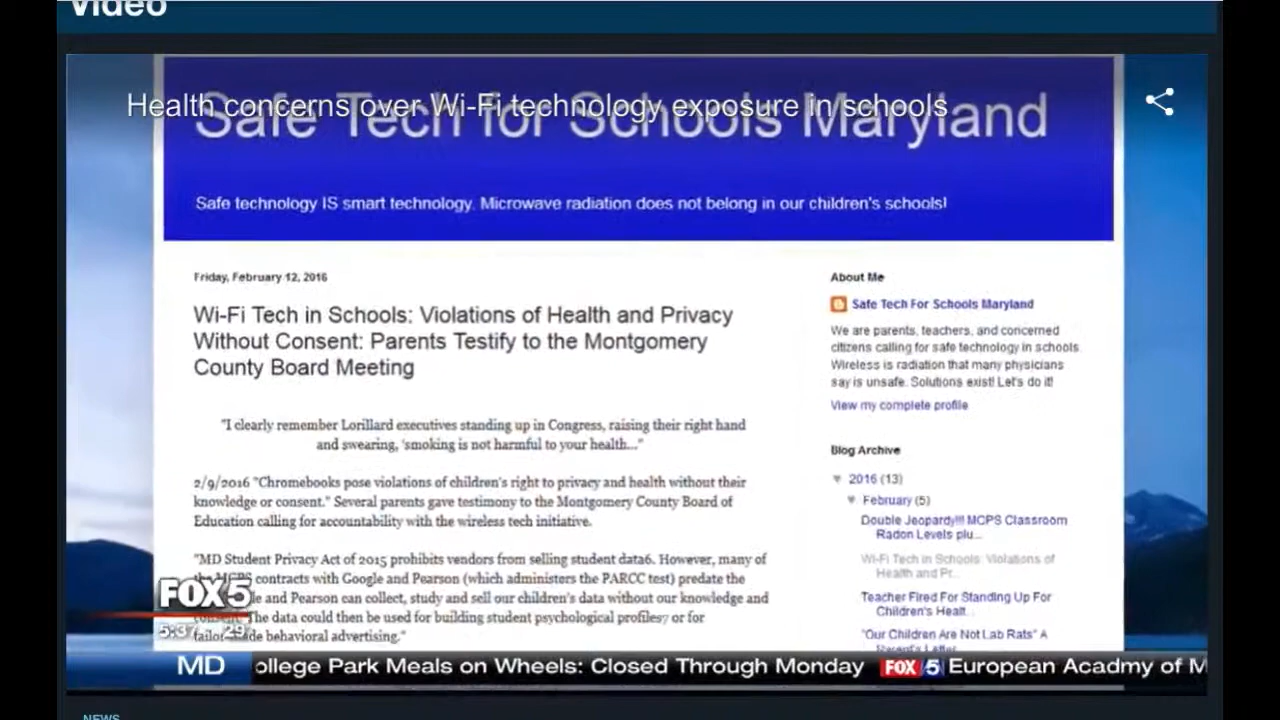 Video
Health concerns over Wi-Fi technology exposure in schools
Safe Tech for Schools Maryland
Safe technology IS smart technology. Microwave radiation does not belong in our children's schools!
Friday, February 12, 2016
Wi-Fi Tech in Schools: Violations of Health and Privacy
Without Consent: Parents Testify to the Montgomery
County Board Meeting
"I clearly remember Lorillard executives standing up in Congress, raising their right hand
and swearing, 'smoking is not harmful to your health..."
2/9/2016 "Chromebooks pose violations of children's right to privacy and health without their
knowledge or consent." Several parents gave testimony to the Montgomery County Board of
Education calling for accountability with the wireless tech initiative.
"MD Student Privacy Act of 2015 prohibits vendors from selling student data6. However, many of
the MCPS contracts with Google and Pearson (which administers the PARCC test) predate the
le and Pearson can collect, study and sell our children's data without our knowledge and
consent. The data could then be used for building student psychological profiles7 or for
tailor-made behavioral advertising."
About Me
Safe Tech For Schools Maryland
We are parents, teachers, and concerned
citizens calling for safe technology in schools.
Wireless is radiation that many physicians
say is unsafe. Solutions exist! Let's do it!
View my complete profile
Blog Archive
▼ 2016 (13)
▼ February (5)
Double Jeopardy!!! MCPS Classroom
Radon Levels plu...
Wi-Fi Tech in Schools: Violations of
Health and Pr...
Teacher Fired For Standing Up For
Children's Healt...
"Our Children Are Not Lab Rats" A
Parent's Letter
FOX 5
5:37 29
MD
ollege Park Meals on Wheels: Closed Through Monday FOX 5 European Acadmy of M
NEWS